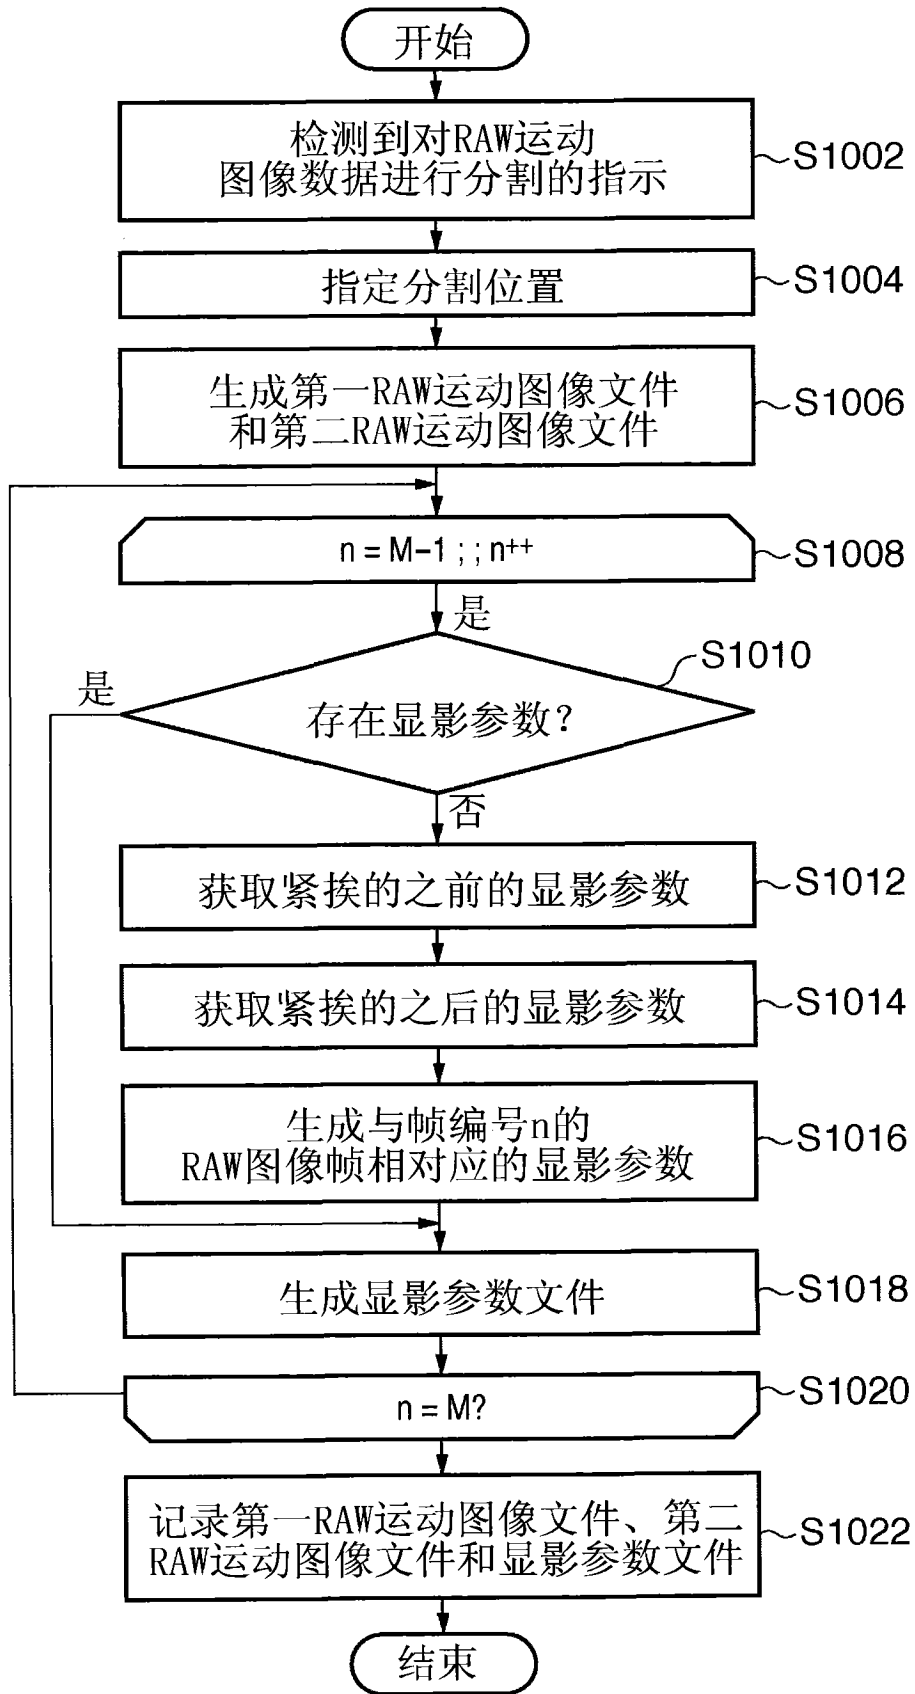 开始
检测到对RAW运动
图像数据进行分割的指示
S1002
指定分割位置
S1004
生成第一RAW运动图像文件
和第二RAW运动图像文件
S1006
n = M−1 ; ; n++
S1008
是
存在显影参数?
S1010
是
否
获取紧挨的之前的显影参数
S1012
获取紧挨的之后的显影参数
S1014
生成与帧编号n的
RAW图像帧相对应的显影参数
S1016
生成显影参数文件
S1018
n = M?
S1020
记录第一RAW运动图像文件、第二
RAW运动图像文件和显影参数文件
S1022
结束